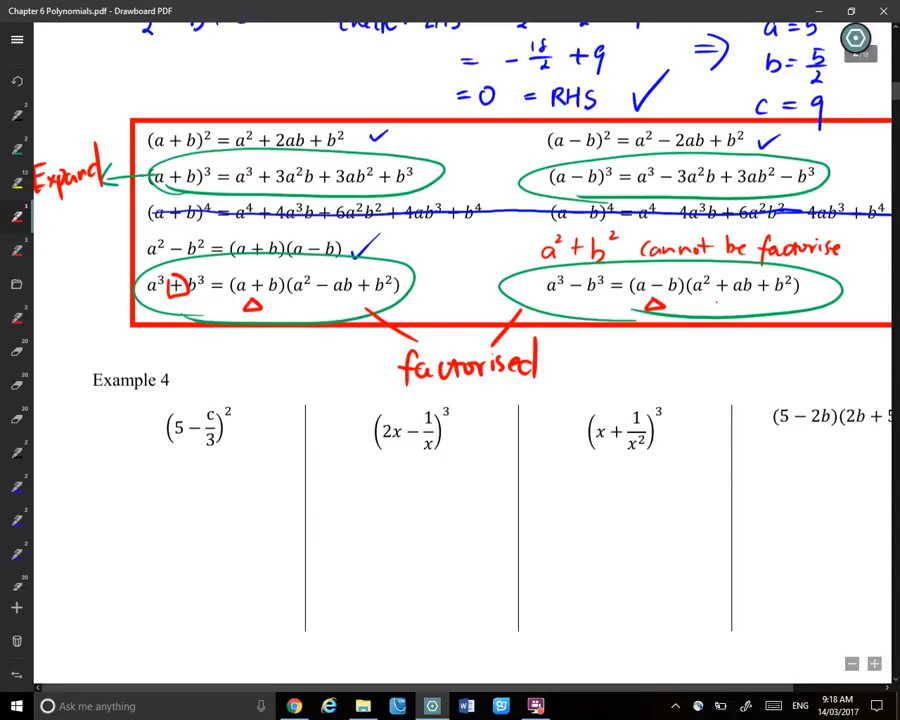 Chapter 6 Polynomials.pdf - Drawboard PDF
= - 18/2 + 9
= 0 = RHS
⇒
a = 5
b = 5/2
c = 9
Expand
(a + b)² = a² + 2ab + b²
(a − b)² = a² − 2ab + b²
(a + b)³ = a³ + 3a²b + 3ab² + b³
(a − b)³ = a³ − 3a²b + 3ab² − b³
(a + b)⁴ = a⁴ + 4a³b + 6a²b² + 4ab³ + b⁴
(a − b)⁴ = a⁴ − 4a³b + 6a²b² − 4ab³ + b⁴
a² − b² = (a + b)(a − b)
a² + b² cannot be factorise
a³ + b³ = (a + b)(a² − ab + b²)
a³ − b³ = (a − b)(a² + ab + b²)
factorised
Example 4
(5 − c/3)²
(2x − 1/x)³
(x + 1/x²)³
(5 − 2b)(2b + 5
Ask me anything
ENG
9:18 AM
14/03/2017